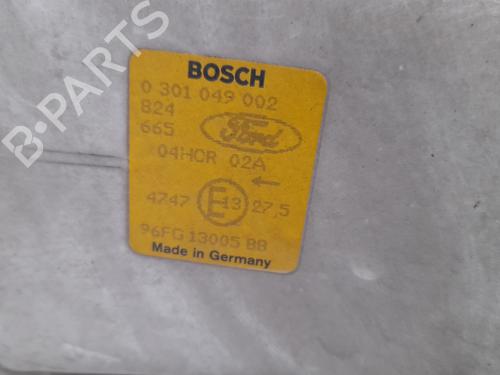 B-PARTS
BOSCH
0 301 049 002
824
665 Ford
04HCR 02A
←
4747 E 13 27,5
96FG 13005 BB
Made in Germany